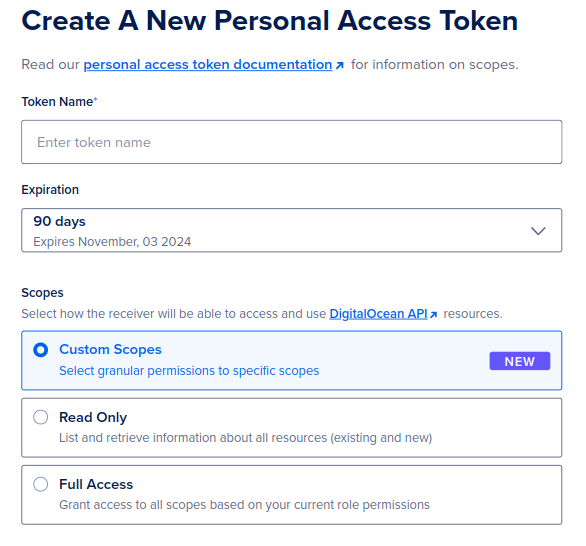 Create A New Personal Access Token
Read our personal access token documentation for information on scopes.
Token Name*
Enter token name
Expiration
90 days
Expires November, 03 2024
Scopes
Select how the receiver will be able to access and use DigitalOcean API resources.
Custom Scopes
NEW
Select granular permissions to specific scopes
Read Only
List and retrieve information about all resources (existing and new)
Full Access
Grant access to all scopes based on your current role permissions